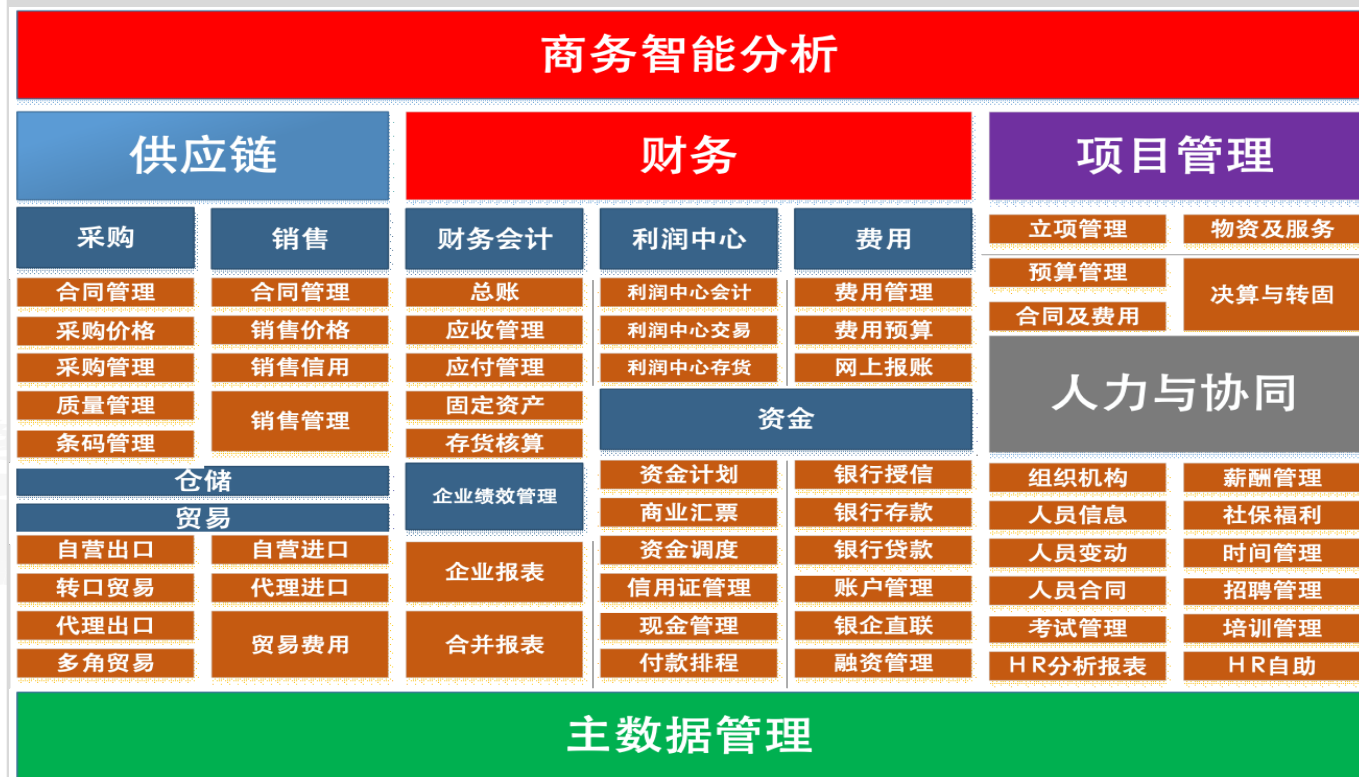 商务智能分析
供应链
采购
销售
合同管理
采购价格
采购管理
质量管理
条码管理
合同管理
销售价格
销售信用
销售管理
仓储
贸易
自营出口
转口贸易
代理出口
多角贸易
自营进口
代理进口
贸易费用
财务
财务会计
总账
应收管理
应付管理
固定资产
存货核算
企业绩效管理
企业报表
合并报表
利润中心
利润中心会计
利润中心交易
利润中心存货
费用
费用管理
费用预算
网上报账
资金
资金计划
商业汇票
资金调度
信用证管理
现金管理
付款排程
银行授信
银行存款
银行贷款
账户管理
银企直联
融资管理
项目管理
立项管理
物资及服务
预算管理
合同及费用
决算与转固
人力与协同
组织机构
人员信息
人员变动
人员合同
考试管理
HR分析报表
薪酬管理
社保福利
时间管理
招聘管理
培训管理
HR自助
主数据管理